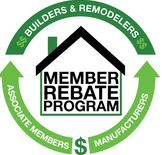 $$ BUILDERS & REMODELERS $$
MEMBER
REBATE
PROGRAM
ASSOCIATE MEMBERS
$
MANUFACTURERS